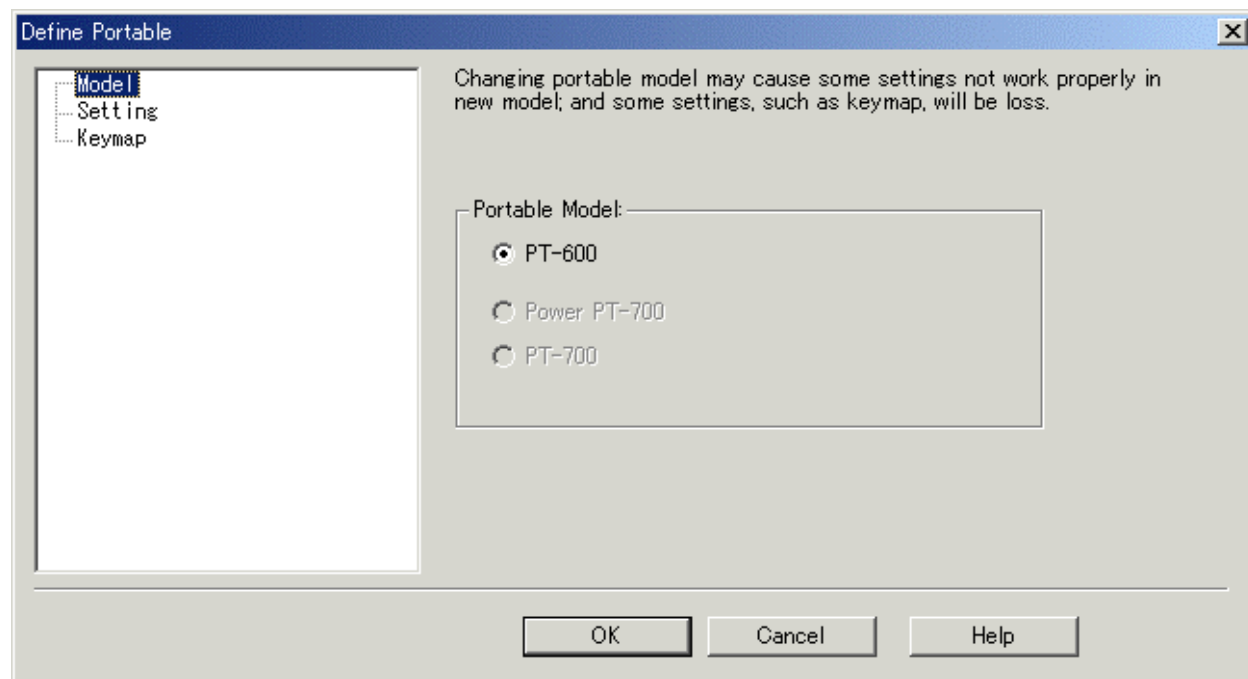 Define Portable
Model
Setting
Keymap
Changing portable model may cause some settings not work properly in
new model; and some settings, such as keymap, will be loss.
Portable Model:
PT-600
Power PT-700
PT-700
OK
Cancel
Help